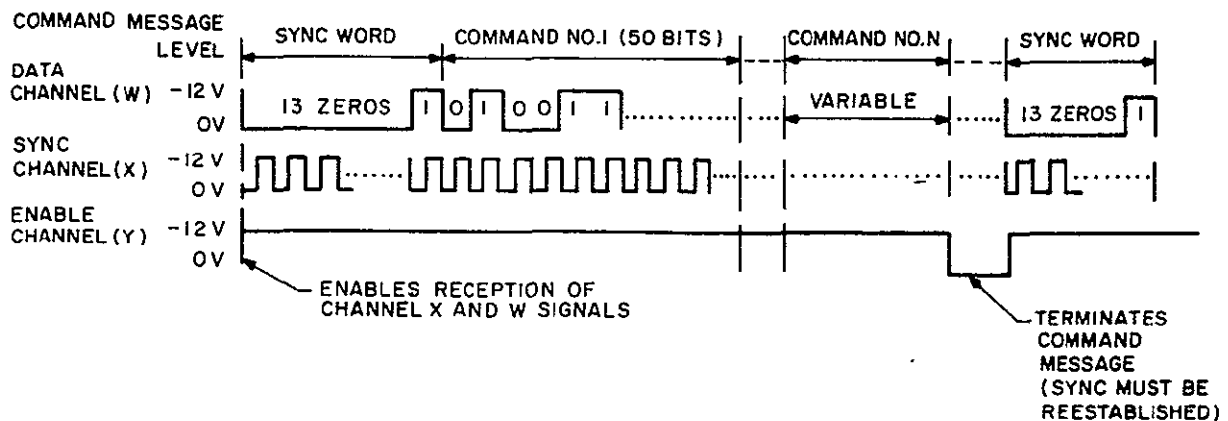 COMMAND MESSAGE
LEVEL
SYNC WORD
COMMAND NO.1 (50 BITS)
COMMAND NO.N
SYNC WORD
DATA
CHANNEL (W)
-12 V
0V
13 ZEROS
1 0 1 0 0 1 1
VARIABLE
13 ZEROS
1
SYNC
CHANNEL (X)
-12 V
0 V
ENABLE
CHANNEL (Y)
-12 V
0 V
ENABLES RECEPTION OF
CHANNEL X AND W SIGNALS
TERMINATES
COMMAND
MESSAGE
(SYNC MUST BE
REESTABLISHED)